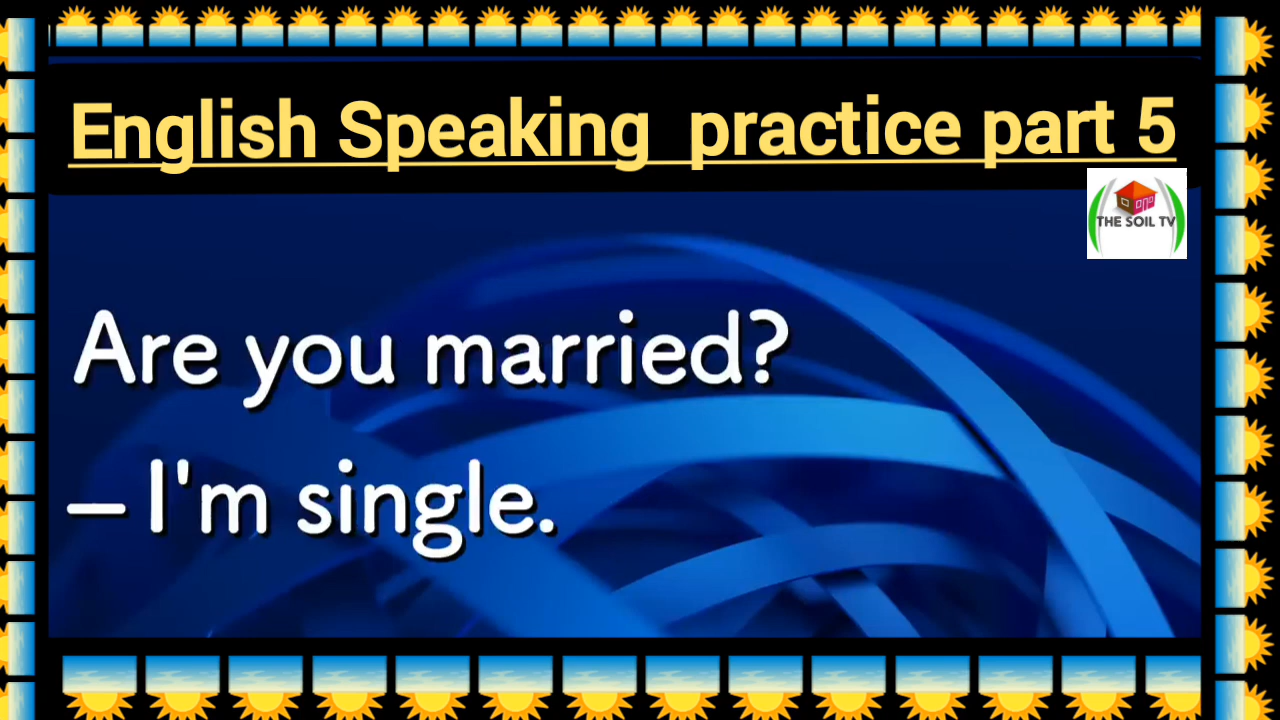 English Speaking practice part 5
THE SOIL TV
Are you married?
– I'm single.